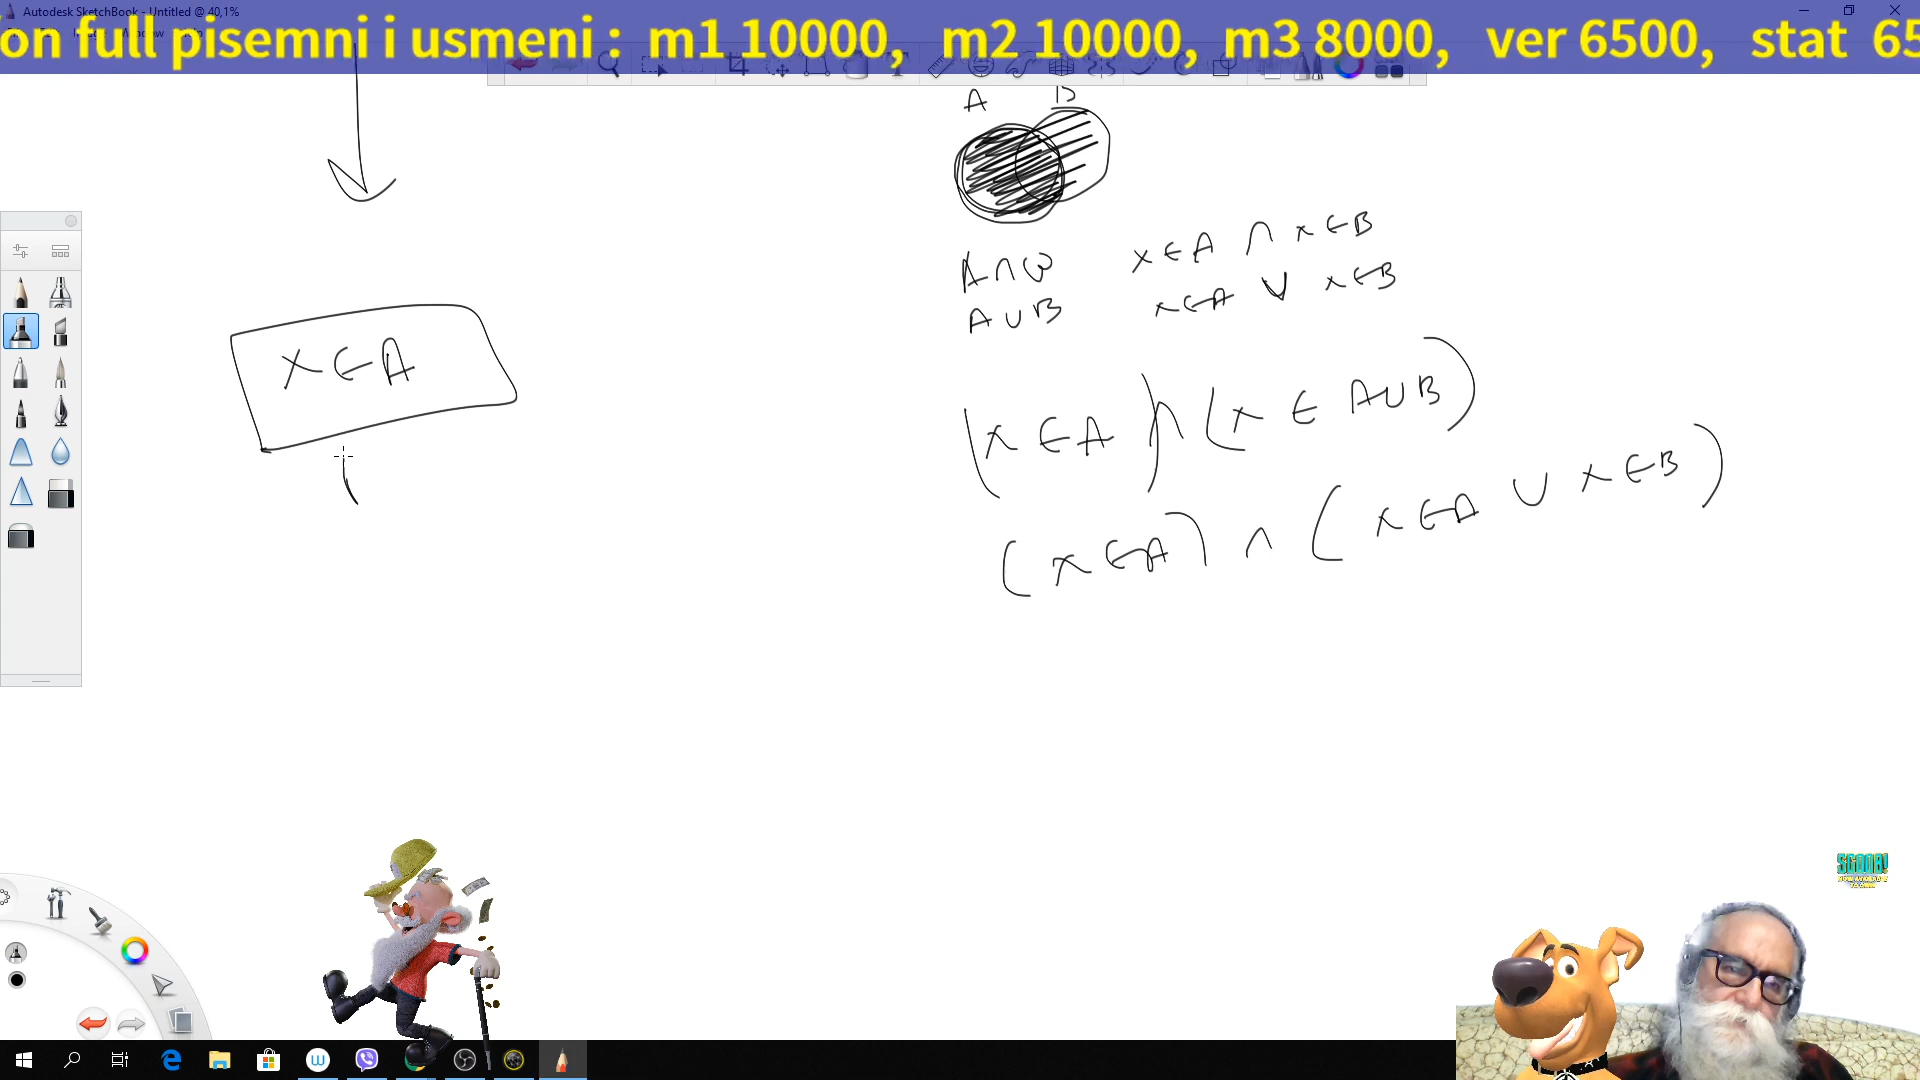 Autodesk SketchBook - Untitled @ 40,1%
on full pisemni i usmeni : m1 10000, m2 10000, m3 8000, ver 6500, stat 65
A B
A∩B x∈A ∧ x∈B
A∪B x∈A ∨ x∈B
x∈A
(x∈A) ∧ (x ∈ A∪B)
(x∈A) ∧ (x∈A ∪ x∈B)
SCOOB!